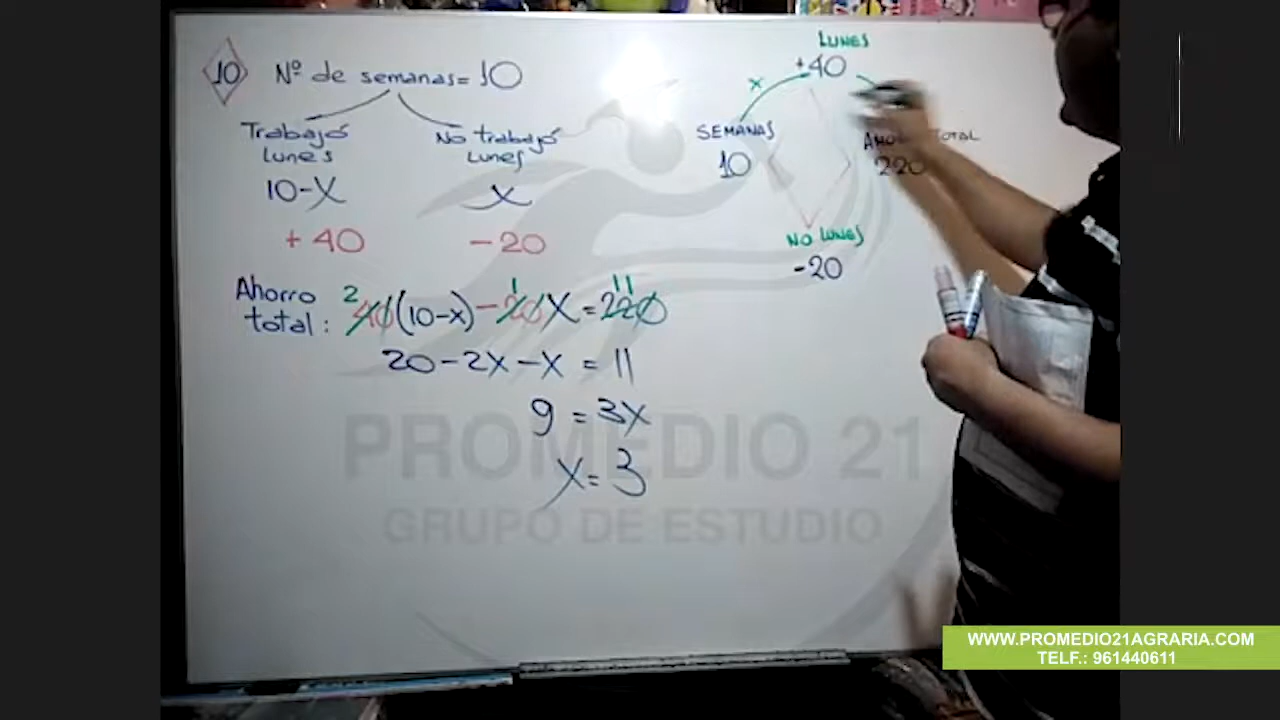 10 Nº de semanas = 10
Trabajó
lunes
10-x
+40
No trabajó
Lunes
x
-20
Ahorro
total: 40(10-x) - 20x = 220
2 1 11
20 - 2x - x = 11
9 = 3x
x = 3
LUNES
+40
x
SEMANAS
10
TOTAL
220
NO LUNES
-20
PROMEDIO 21
GRUPO DE ESTUDIO
WWW.PROMEDIO21AGRARIA.COM
TELF.: 961440611